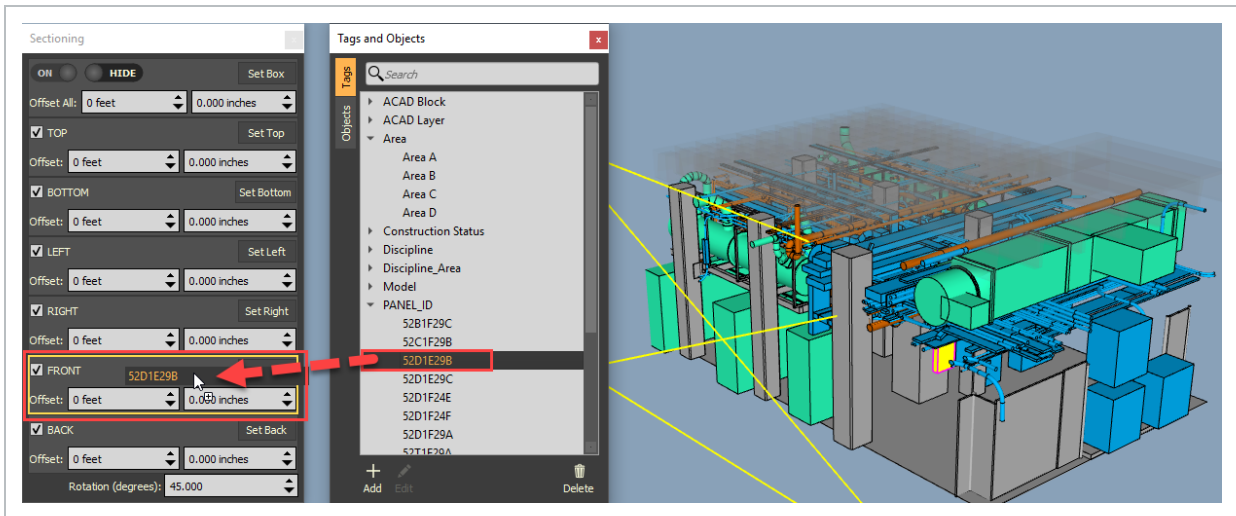 Sectioning
ON HIDE Set Box
Offset All: 0 feet 0.000 inches
TOP Set Top
Offset: 0 feet 0.000 inches
BOTTOM Set Bottom
Offset: 0 feet 0.000 inches
LEFT Set Left
Offset: 0 feet 0.000 inches
RIGHT Set Right
Offset: 0 feet 0.000 inches
FRONT 52D1E29B
Offset: 0 feet 0.000 inches
BACK Set Back
Offset: 0 feet 0.000 inches
Rotation (degrees): 45.000
Tags and Objects
x
Tags
Objects
Search
ACAD Block
ACAD Layer
Area
Area A
Area B
Area C
Area D
Construction Status
Discipline
Discipline_Area
Model
PANEL_ID
52B1F29C
52C1F29B
52D1E29B
52D1E29C
52D1F24E
52D1F24F
52D1F29A
52T1F29A
Add Edit Delete